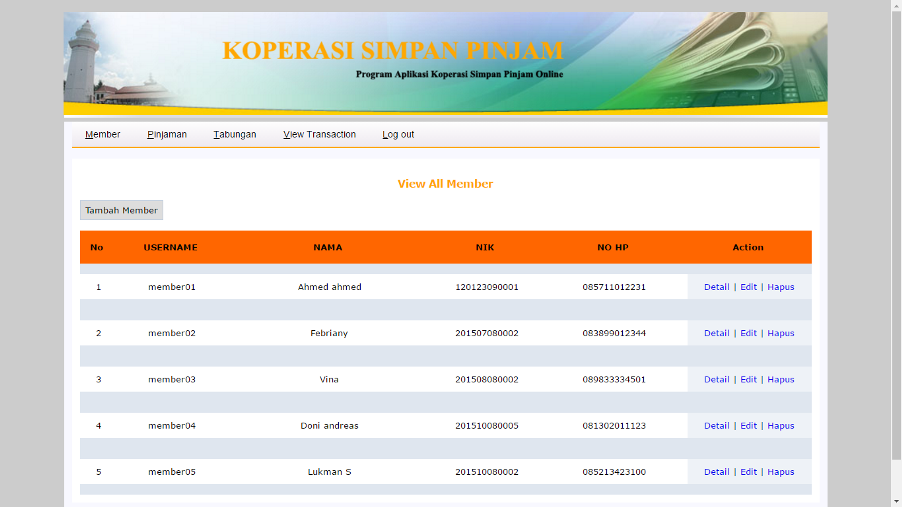 KOPERASI SIMPAN PINJAM
Program Aplikasi Koperasi Simpan Pinjam Online
Member Pinjaman Tabungan View Transaction Log out
View All Member
Tambah Member
No USERNAME NAMA NIK NO HP Action
1 member01 Ahmed ahmed 120123090001 085711012231 Detail | Edit | Hapus
2 member02 Febriany 201507080002 083899012344 Detail | Edit | Hapus
3 member03 Vina 201508080002 089833334501 Detail | Edit | Hapus
4 member04 Doni andreas 201510080005 081302011123 Detail | Edit | Hapus
5 member05 Lukman S 201510080002 085213423100 Detail | Edit | Hapus